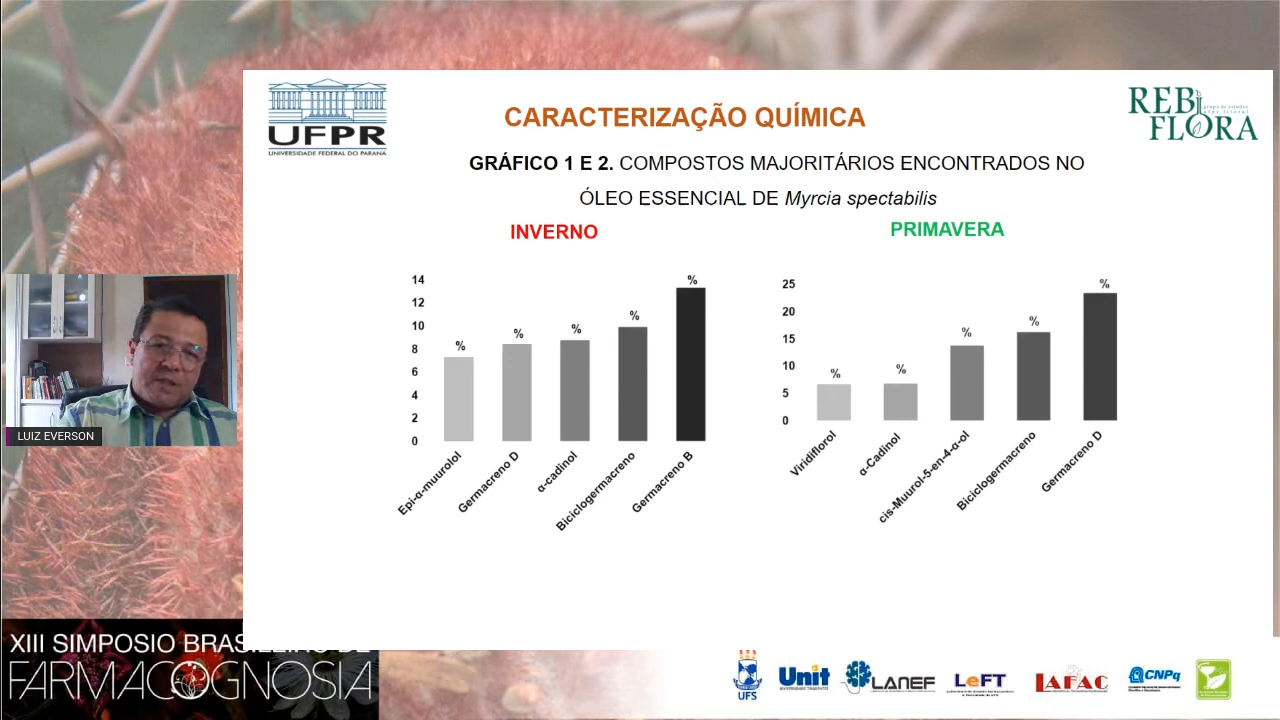 UFPR
UNIVERSIDADE FEDERAL DO PARANÁ
CARACTERIZAÇÃO QUÍMICA
REBI
FLORA
GRÁFICO 1 E 2. COMPOSTOS MAJORITÁRIOS ENCONTRADOS NO
ÓLEO ESSENCIAL DE Myrcia spectabilis
INVERNO
14
12
10
8
6
4
2
0
%
%
%
%
%
Epi-α-muurolol
Germacreno D
α-cadinol
Biciclogermacreno
Germacreno B
PRIMAVERA
25
20
15
10
5
0
%
%
%
%
%
Viridiflorol
α-Cadinol
cis-Muurol-5-en-4-α-ol
Biciclogermacreno
Germacreno D
LUIZ EVERSON
XIII SIMPOSIO BRASILEIRO DE
FARMACOGNOSIA
UFS
Unit
LANEF
LeFT
LAFAC
CNPq